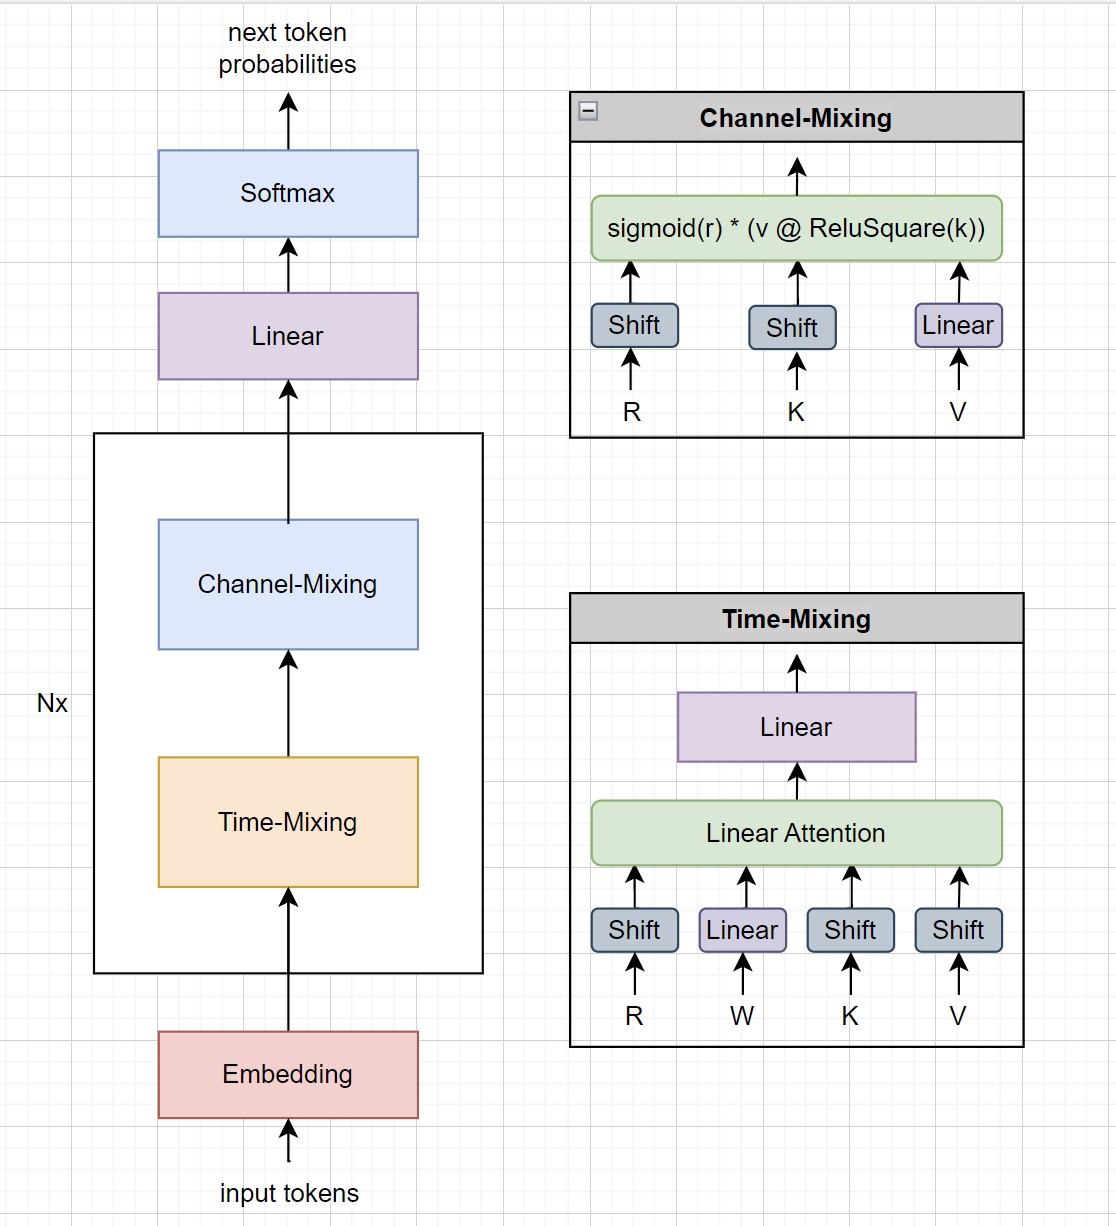 next token
probabilities
Softmax
Linear
Channel-Mixing
Nx
Time-Mixing
Embedding
input tokens
Channel-Mixing
sigmoid(r) * (v @ ReluSquare(k))
Shift
Shift
Linear
R
K
V
Time-Mixing
Linear
Linear Attention
Shift
Linear
Shift
Shift
R
W
K
V